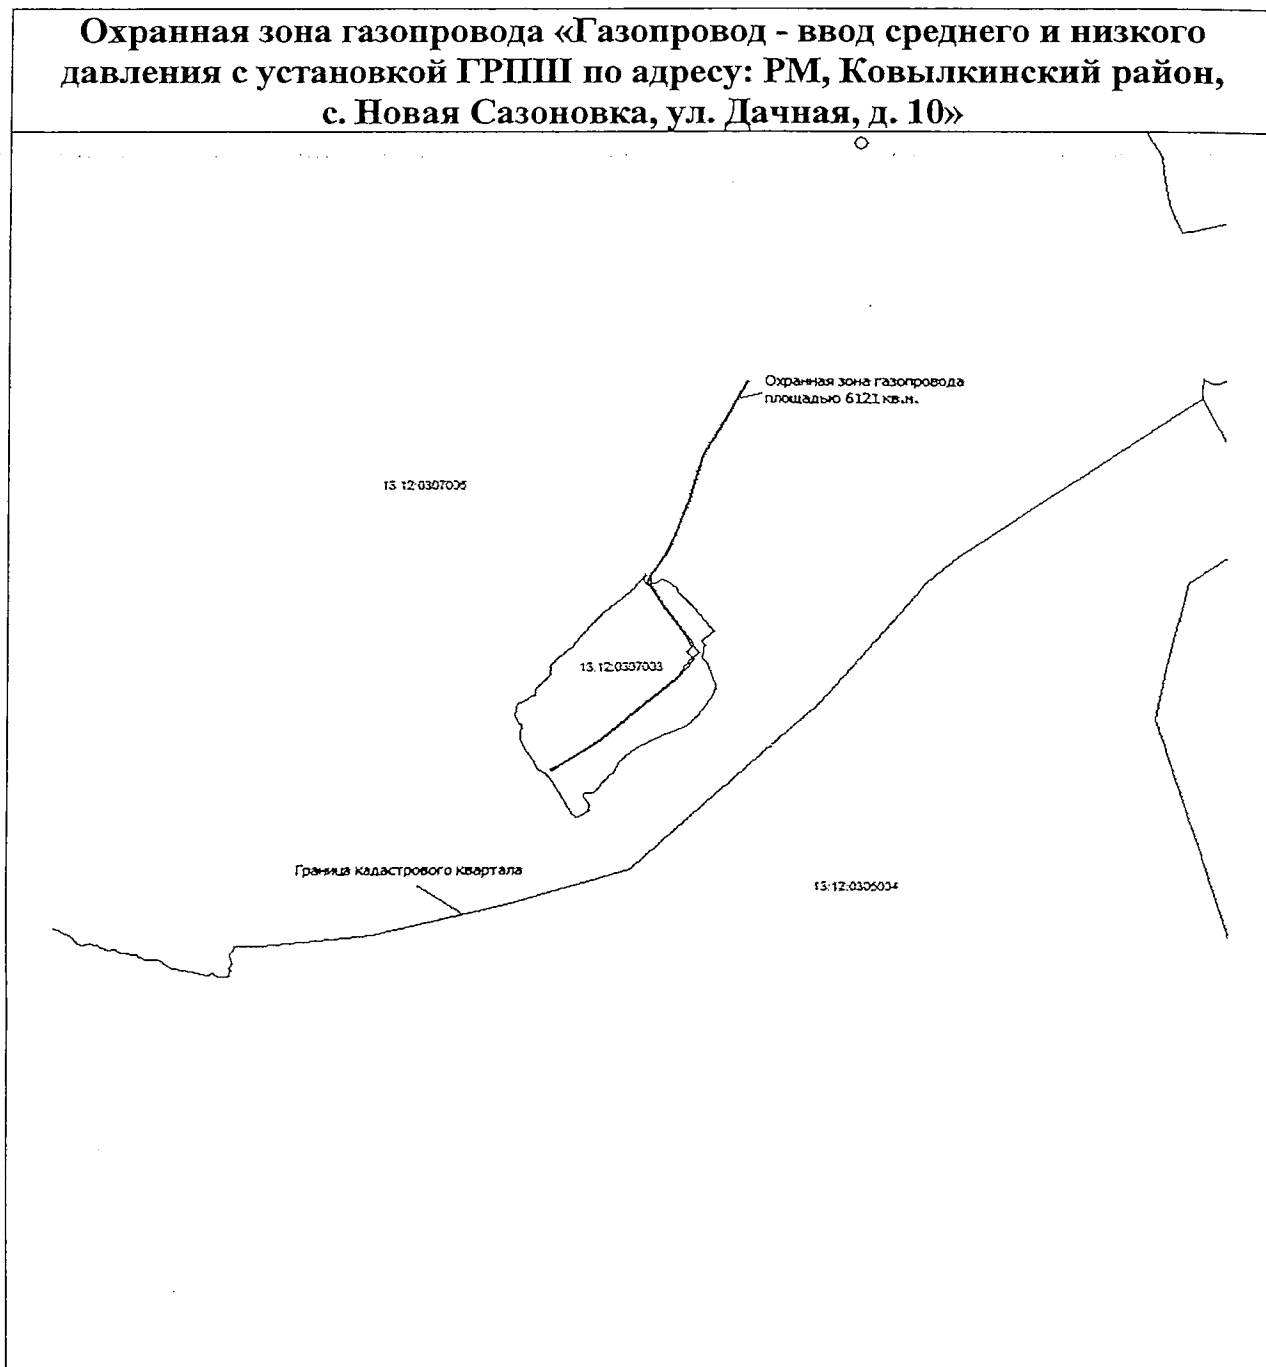 Охранная зона газопровода «Газопровод - ввод среднего и низкого
давления с установкой ГРПШ по адресу: РМ, Ковылкинский район,
с. Новая Сазоновка, ул. Дачная, д. 10»
Охранная зона газопровода
площадью 6121 кв.м.
13:12:0307005
13:12:0307003
Граница кадастрового квартала
13:12:0306004